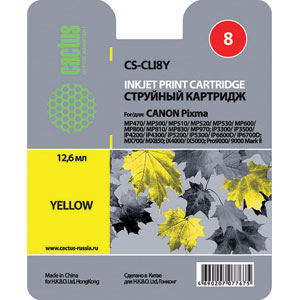 cactus
8
CS-CLI8Y
INKJET PRINT CARTRIDGE
СТРУЙНЫЙ КАРТРИДЖ
For/для: CANON Pixma
MP470/ MP500/ MP510/ MP520/ MP530/ MP600/
MP800/ MP810/ MP830/ MP970; iP3300/ iP3500/
iP4200/ iP4300/ iP5200/ iP5300/ iP6600D/ iP6700D;
MX700/ MX850; iX4000/ iX5000; Pro9000/ 9000 Mark II
12,6 мл
YELLOW
www.cactus-russia.ru
Made in China
for H.K.B.O. Ltd, HongKong
Сделано в Китае
для H.K.B.O. Ltd, Гонконг
4 690207 077675